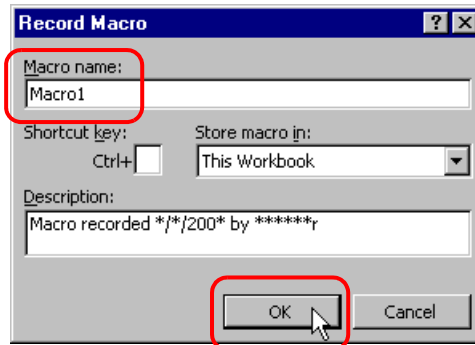 Record Macro
Macro name:
Macro1
Shortcut key:
Store macro in:
Ctrl+
This Workbook
Description:
Macro recorded */*/200* by ******r
OK
Cancel